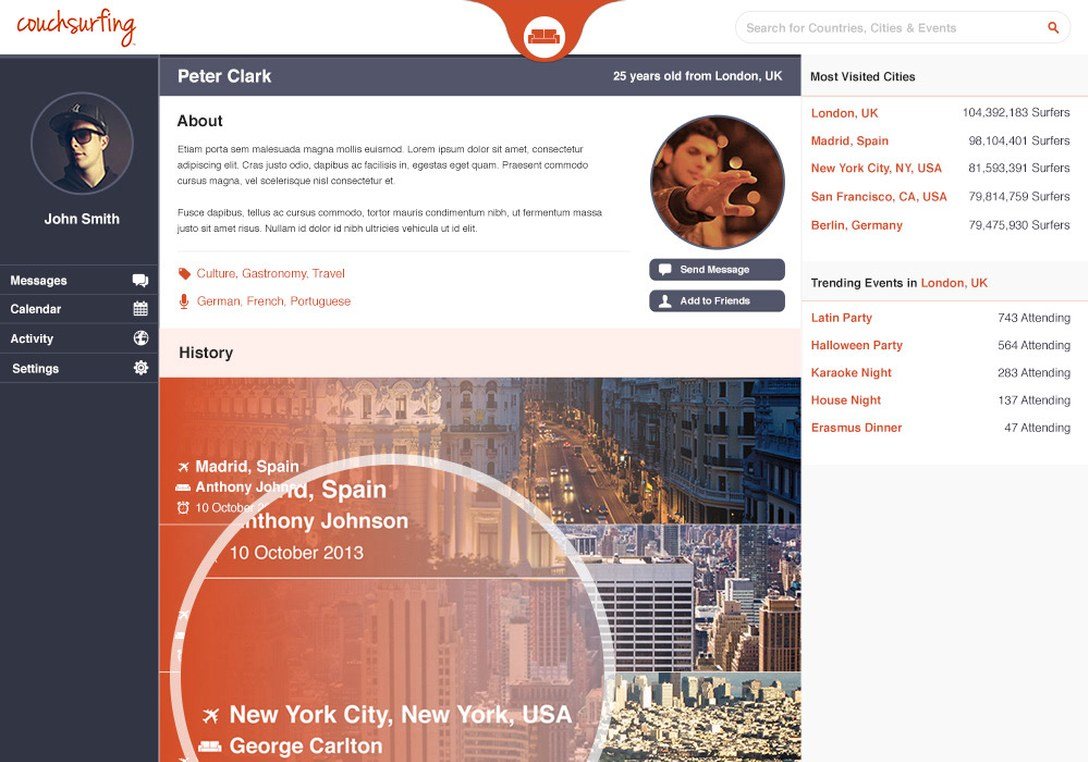 couchsurfing
Search for Countries, Cities & Events
John Smith
Messages
Calendar
Activity
Settings
Peter Clark
25 years old from London, UK
About
Etiam porta sem malesuada magna mollis euismod. Lorem ipsum dolor sit amet, consectetur
adipiscing elit. Cras justo odio, dapibus ac facilisis in, egestas eget quam. Praesent commodo
cursus magna, vel scelerisque nisl consectetur et.
Fusce dapibus, tellus ac cursus commodo, tortor mauris condimentum nibh, ut fermentum massa
justo sit amet risus. Nullam id dolor id nibh ultricies vehicula ut id elit.
Culture, Gastronomy, Travel
German, French, Portuguese
Send Message
Add to Friends
History
Madrid, Spain
Anthony Johns
10 October 2
d, Spain
nthony Johnson
10 October 2013
New York City, New York, USA
George Carlton
Most Visited Cities
London, UK 104,392,183 Surfers
Madrid, Spain 98,104,401 Surfers
New York City, NY, USA 81,593,391 Surfers
San Francisco, CA, USA 79,814,759 Surfers
Berlin, Germany 79,475,930 Surfers
Trending Events in London, UK
Latin Party 743 Attending
Halloween Party 564 Attending
Karaoke Night 283 Attending
House Night 137 Attending
Erasmus Dinner 47 Attending